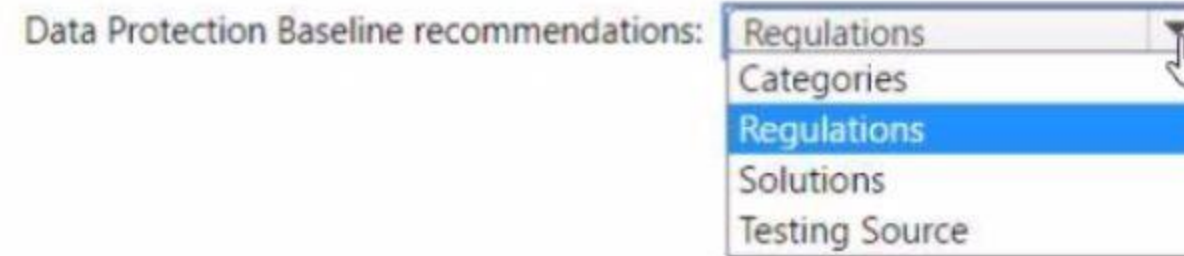 Data Protection Baseline recommendations: Regulations
Categories
Regulations
Solutions
Testing Source